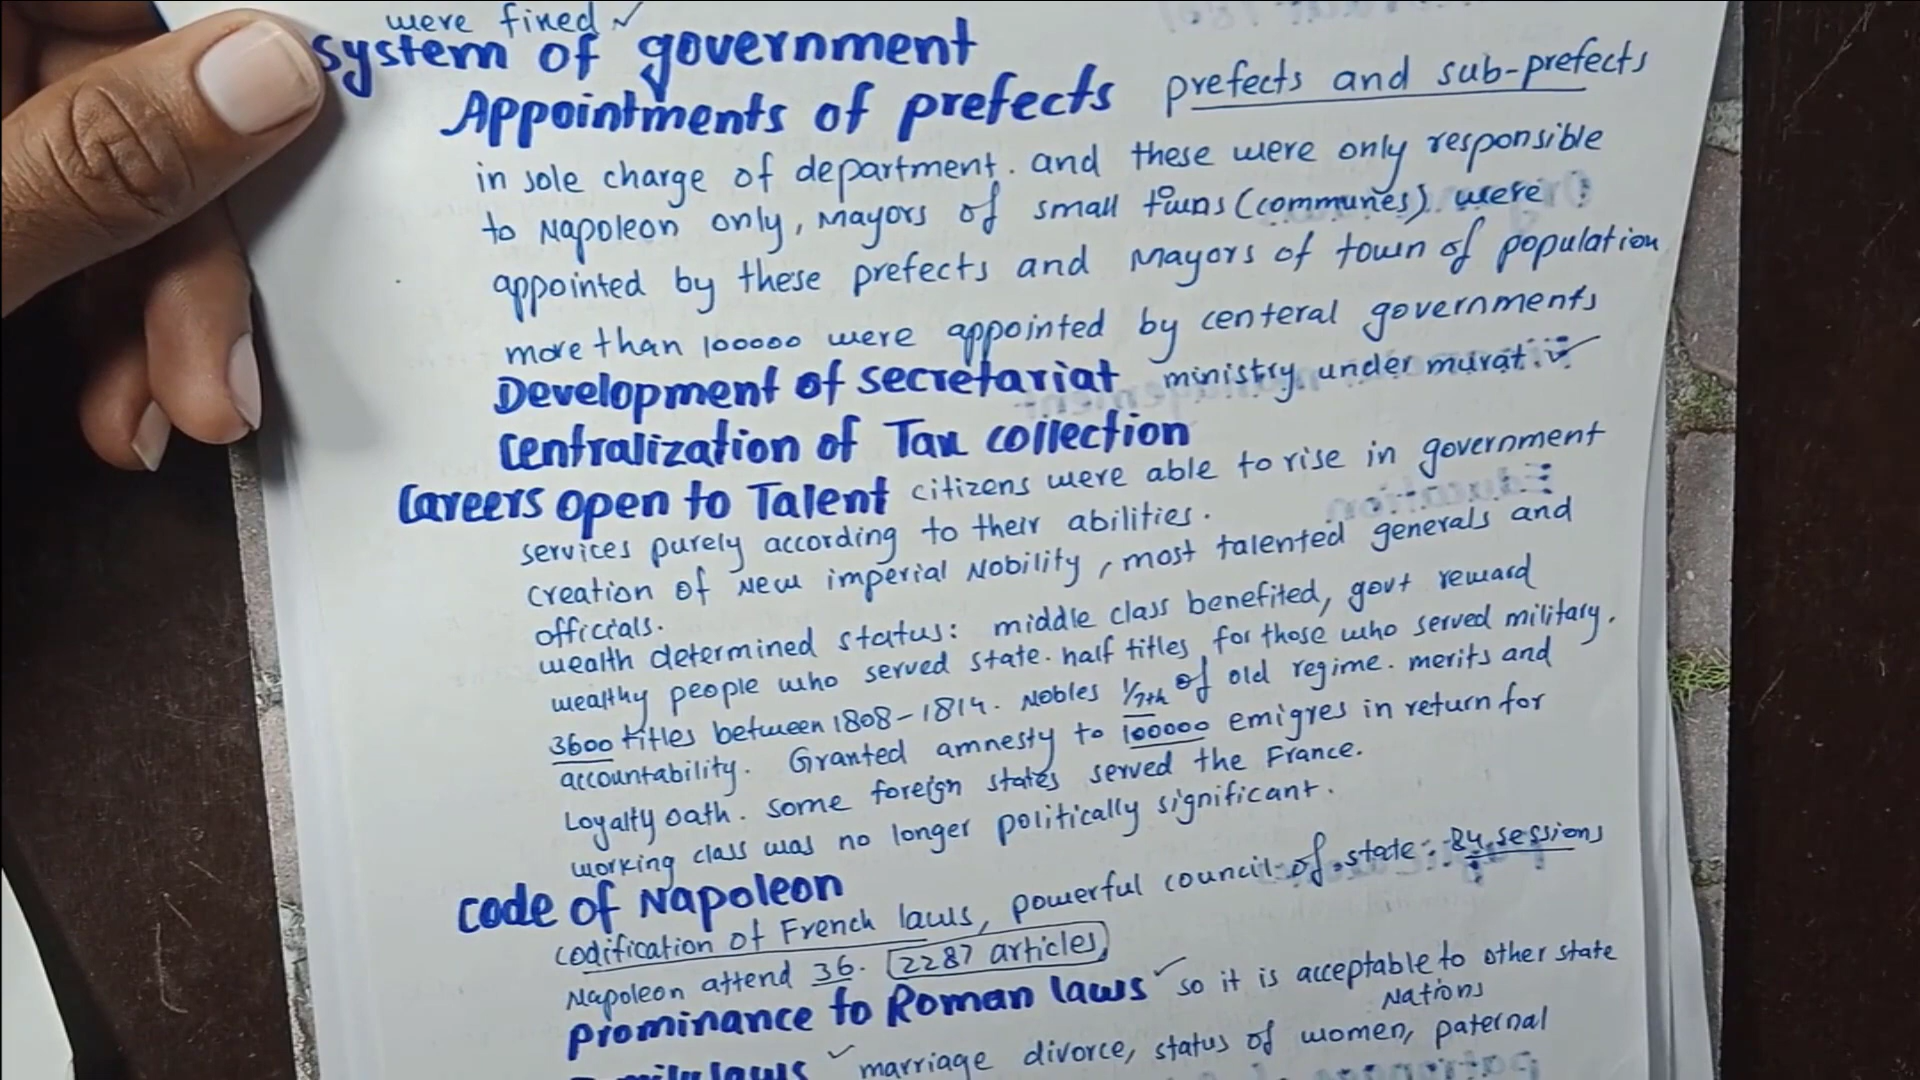 were fixed ✓
system of government
Appointments of prefects prefects and sub-prefects
in sole charge of department. and these were only responsible
to Napoleon only, Mayors of small towns (communes) were
appointed by these prefects and Mayors of town of population
more than 100000 were appointed by centeral governments
Development of secretariat ministry under murat. ✓
centralization of Tax collection
Careers open to Talent citizens were able to rise in government
services purely according to their abilities.
creation of New imperial Nobility, most talented generals and
officials.
wealth determined status: middle class benefited, govt reward
wealthy people who served state. half titles for those who served military.
3600 titles between 1808-1814. Nobles 1/7th of old regime. merits and
accountability. Granted amnesty to 100000 emigres in return for
Loyalty oath. some foreign states served the France.
working class was no longer politically significant.
Code of Napoleon
codification of French laws, powerful council of state. 84 sessions
Napoleon attend 36. 2287 articles
prominance to Roman laws ✓ so it is acceptable to other state
Nations
laws ✓ marriage divorce, status of women, paternal